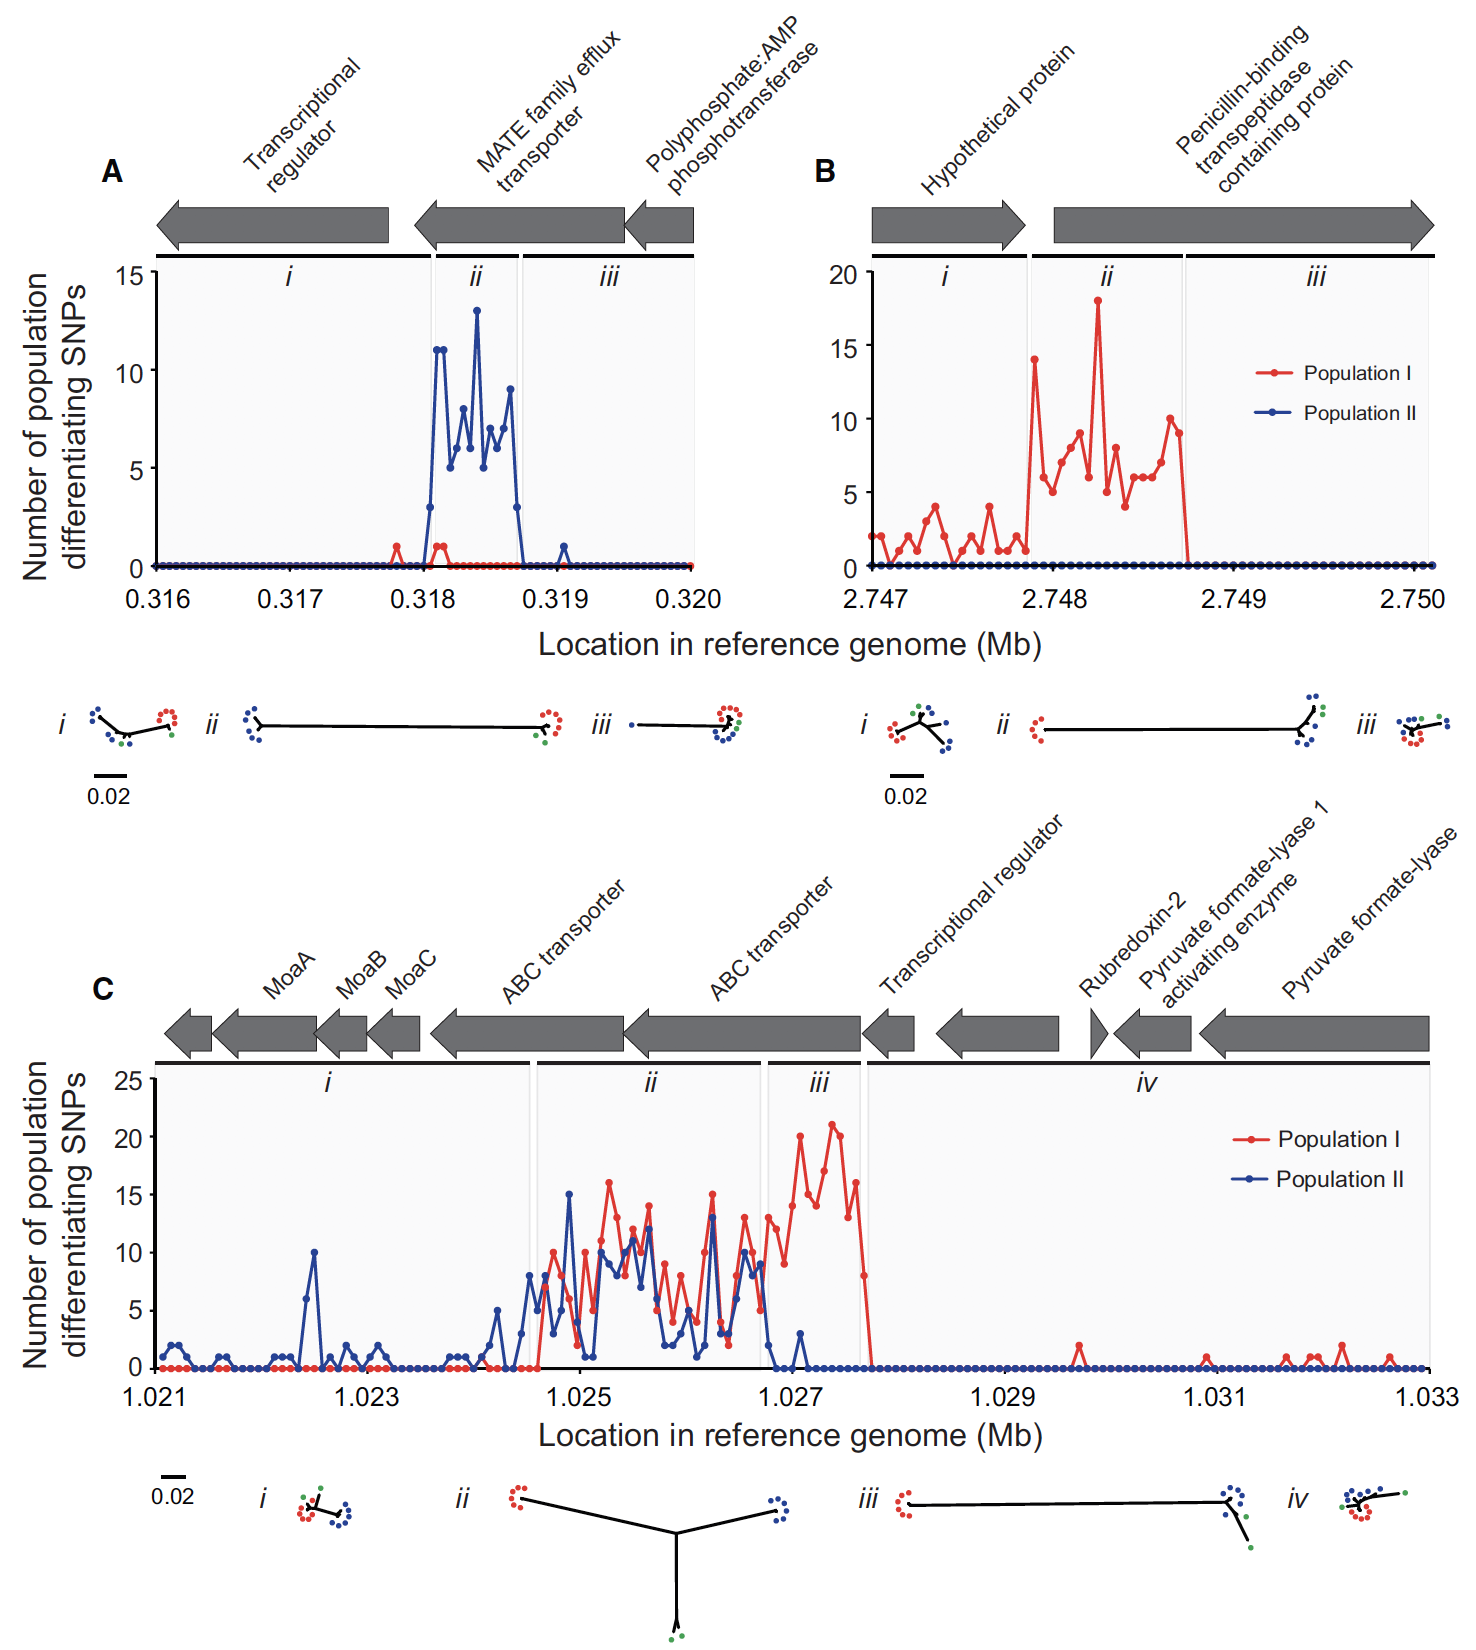 A
Transcriptional
regulator
MATE family efflux
transporter
Polyphosphate:AMP
phosphotransferase
B
Hypothetical protein
Penicillin-binding
transpeptidase
containing protein
Number of population
differentiating SNPs
15
10
5
0
i
ii
iii
0.316
0.317
0.318
0.319
0.320
20
15
10
5
0
i
ii
iii
Population I
Population II
2.747
2.748
2.749
2.750
Location in reference genome (Mb)
i
ii
iii
0.02
i
ii
iii
0.02
C
MoaA
MoaB
MoaC
ABC transporter
ABC transporter
Transcriptional regulator
Rubredoxin-2
Pyruvate formate-lyase 1
activating enzyme
Pyruvate formate-lyase
Number of population
differentiating SNPs
25
20
15
10
5
0
i
ii
iii
iv
Population I
Population II
1.021
1.023
1.025
1.027
1.029
1.031
1.033
Location in reference genome (Mb)
0.02
i
ii
iii
iv